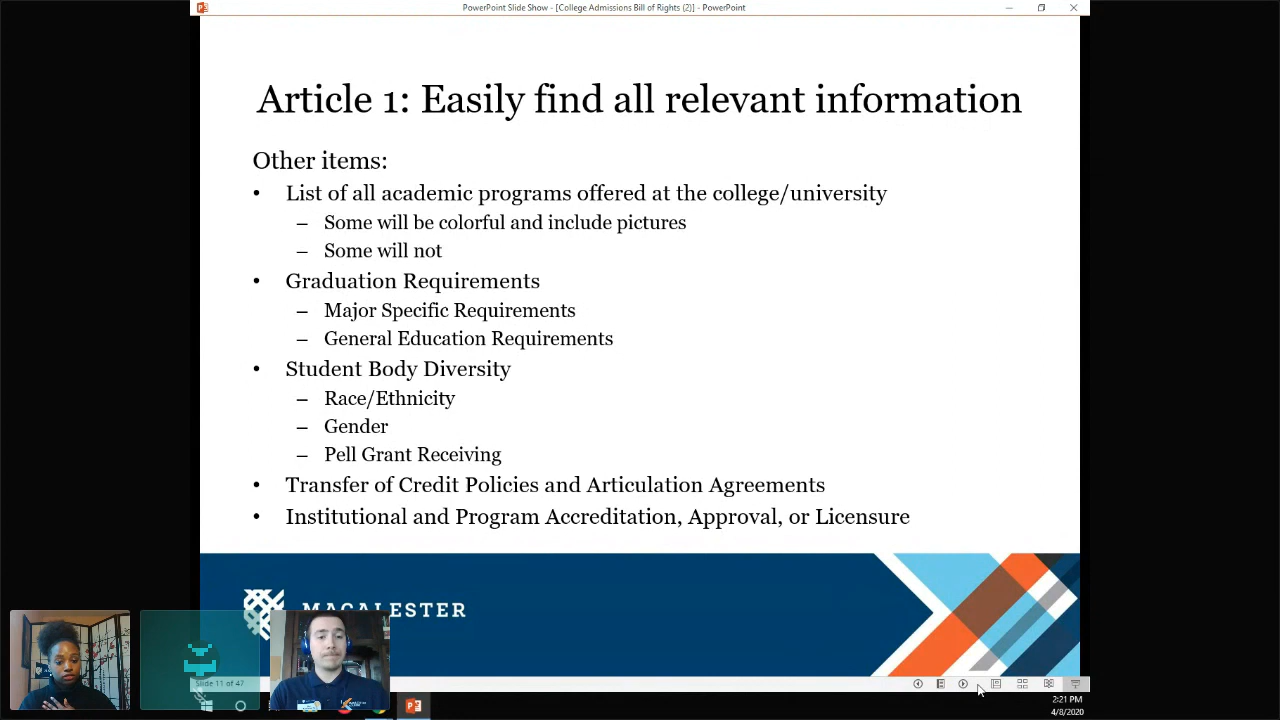 PowerPoint Slide Show - [College Admissions Bill of Rights (2)] - PowerPoint
Article 1: Easily find all relevant information
Other items:
• List of all academic programs offered at the college/university
– Some will be colorful and include pictures
– Some will not
• Graduation Requirements
– Major Specific Requirements
– General Education Requirements
• Student Body Diversity
– Race/Ethnicity
– Gender
– Pell Grant Receiving
• Transfer of Credit Policies and Articulation Agreements
• Institutional and Program Accreditation, Approval, or Licensure
MACALESTER
Slide 11 of 47
2:21 PM
4/8/2020